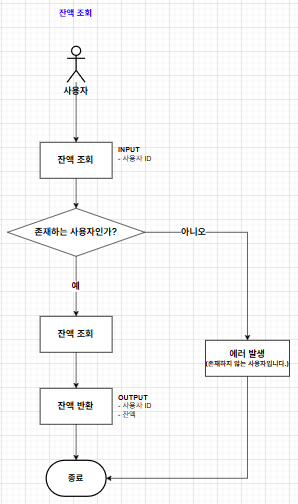 잔액 조회
사용자
잔액 조회
INPUT
- 사용자 ID
존재하는 사용자인가?
아니오
예
잔액 조회
에러 발생
(존재하지 않는 사용자입니다.)
잔액 반환
OUTPUT
- 사용자 ID
- 잔액
종료